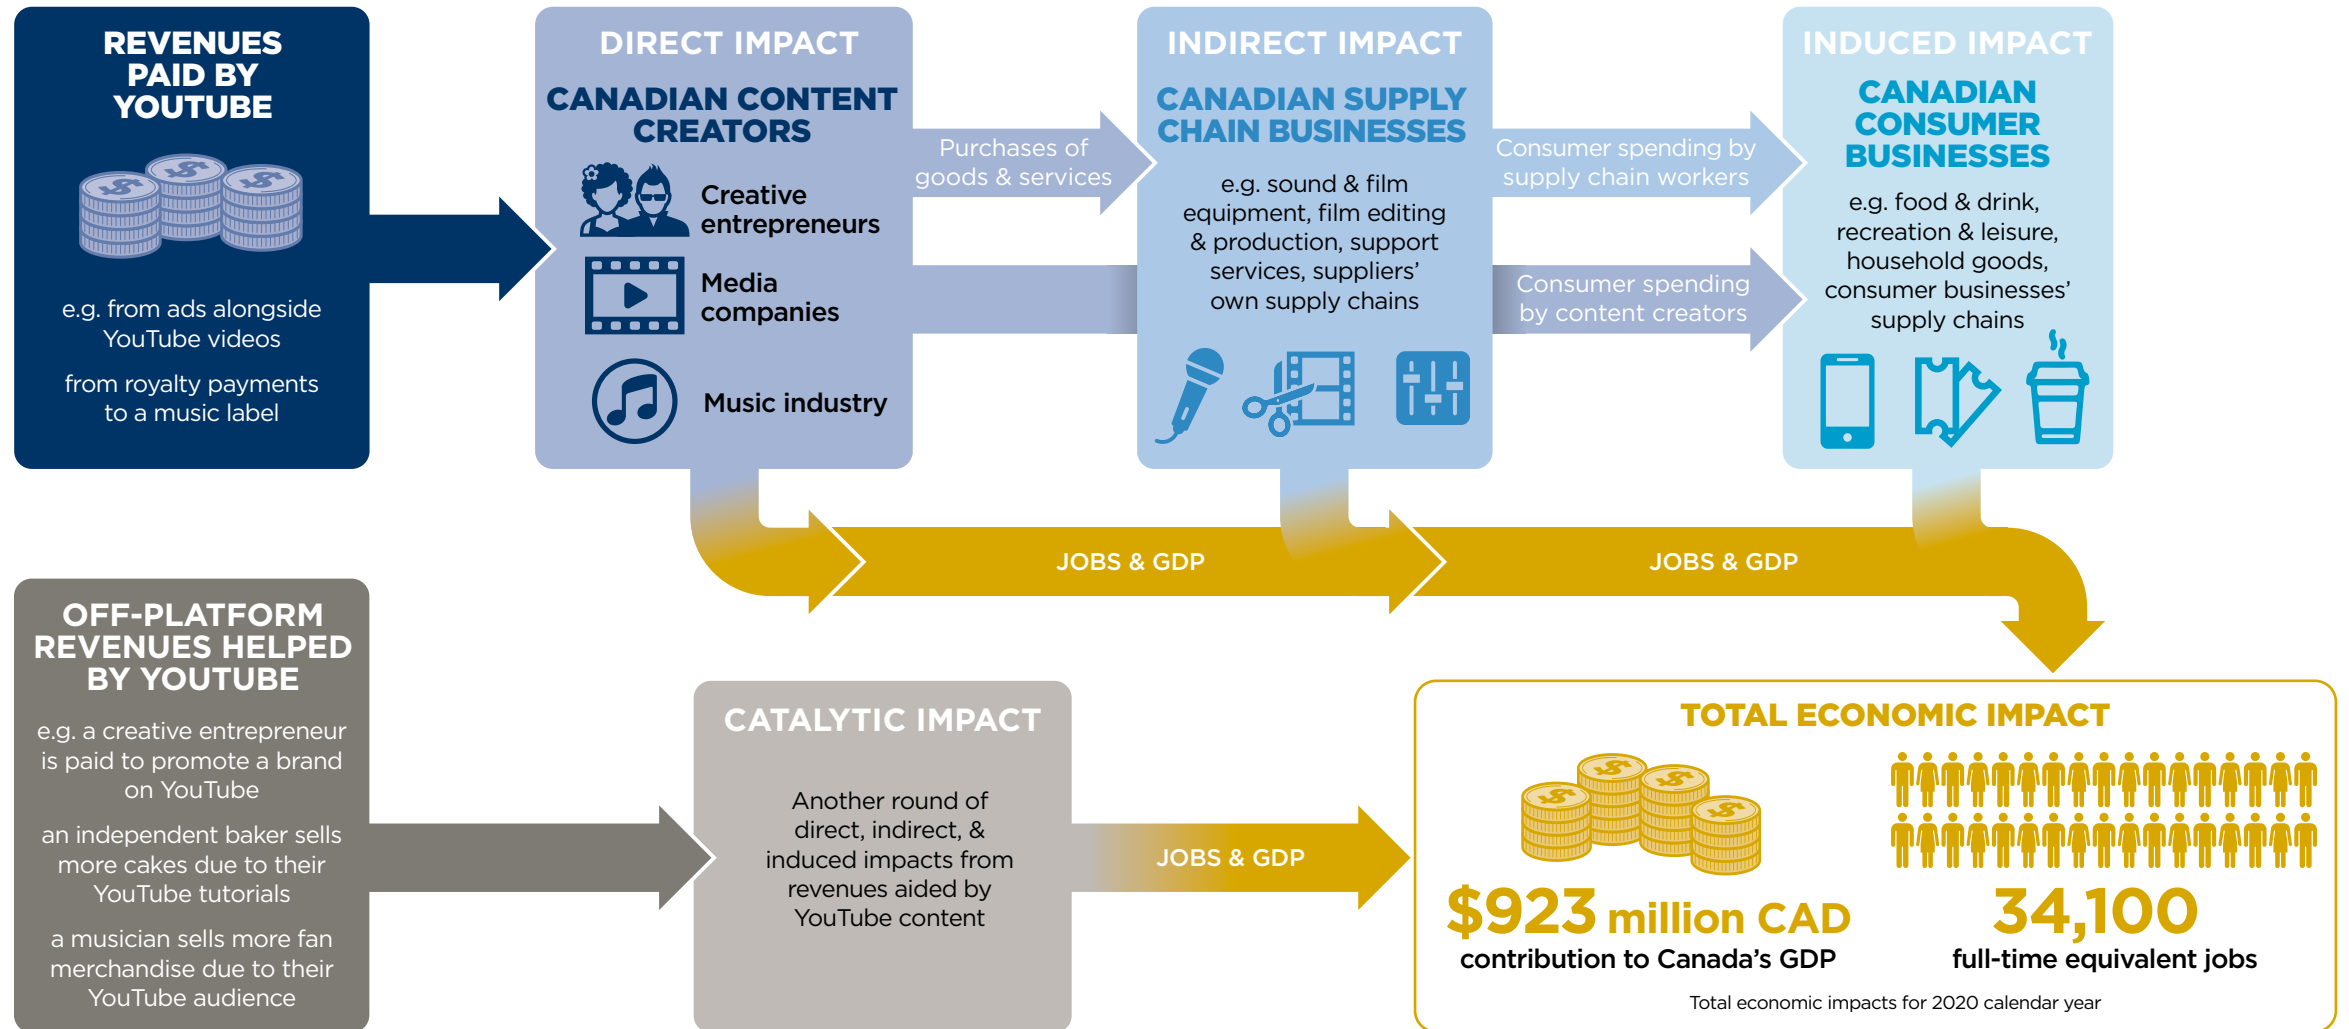 REVENUES
PAID BY
YOUTUBE
e.g. from ads alongside
YouTube videos
from royalty payments
to a music label
DIRECT IMPACT
CANADIAN CONTENT
CREATORS
Creative
entrepreneurs
Media
companies
Music industry
Purchases of
goods & services
INDIRECT IMPACT
CANADIAN SUPPLY
CHAIN BUSINESSES
e.g. sound & film
equipment, film editing
& production, support
services, suppliers’
own supply chains
Consumer spending by
supply chain workers
Consumer spending
by content creators
INDUCED IMPACT
CANADIAN
CONSUMER
BUSINESSES
e.g. food & drink,
recreation & leisure,
household goods,
consumer businesses’
supply chains
JOBS & GDP
JOBS & GDP
OFF-PLATFORM
REVENUES HELPED
BY YOUTUBE
e.g. a creative entrepreneur
is paid to promote a brand
on YouTube
an independent baker sells
more cakes due to their
YouTube tutorials
a musician sells more fan
merchandise due to their
YouTube audience
CATALYTIC IMPACT
Another round of
direct, indirect, &
induced impacts from
revenues aided by
YouTube content
JOBS & GDP
TOTAL ECONOMIC IMPACT
$923 million CAD
contribution to Canada’s GDP
34,100
full-time equivalent jobs
Total economic impacts for 2020 calendar year